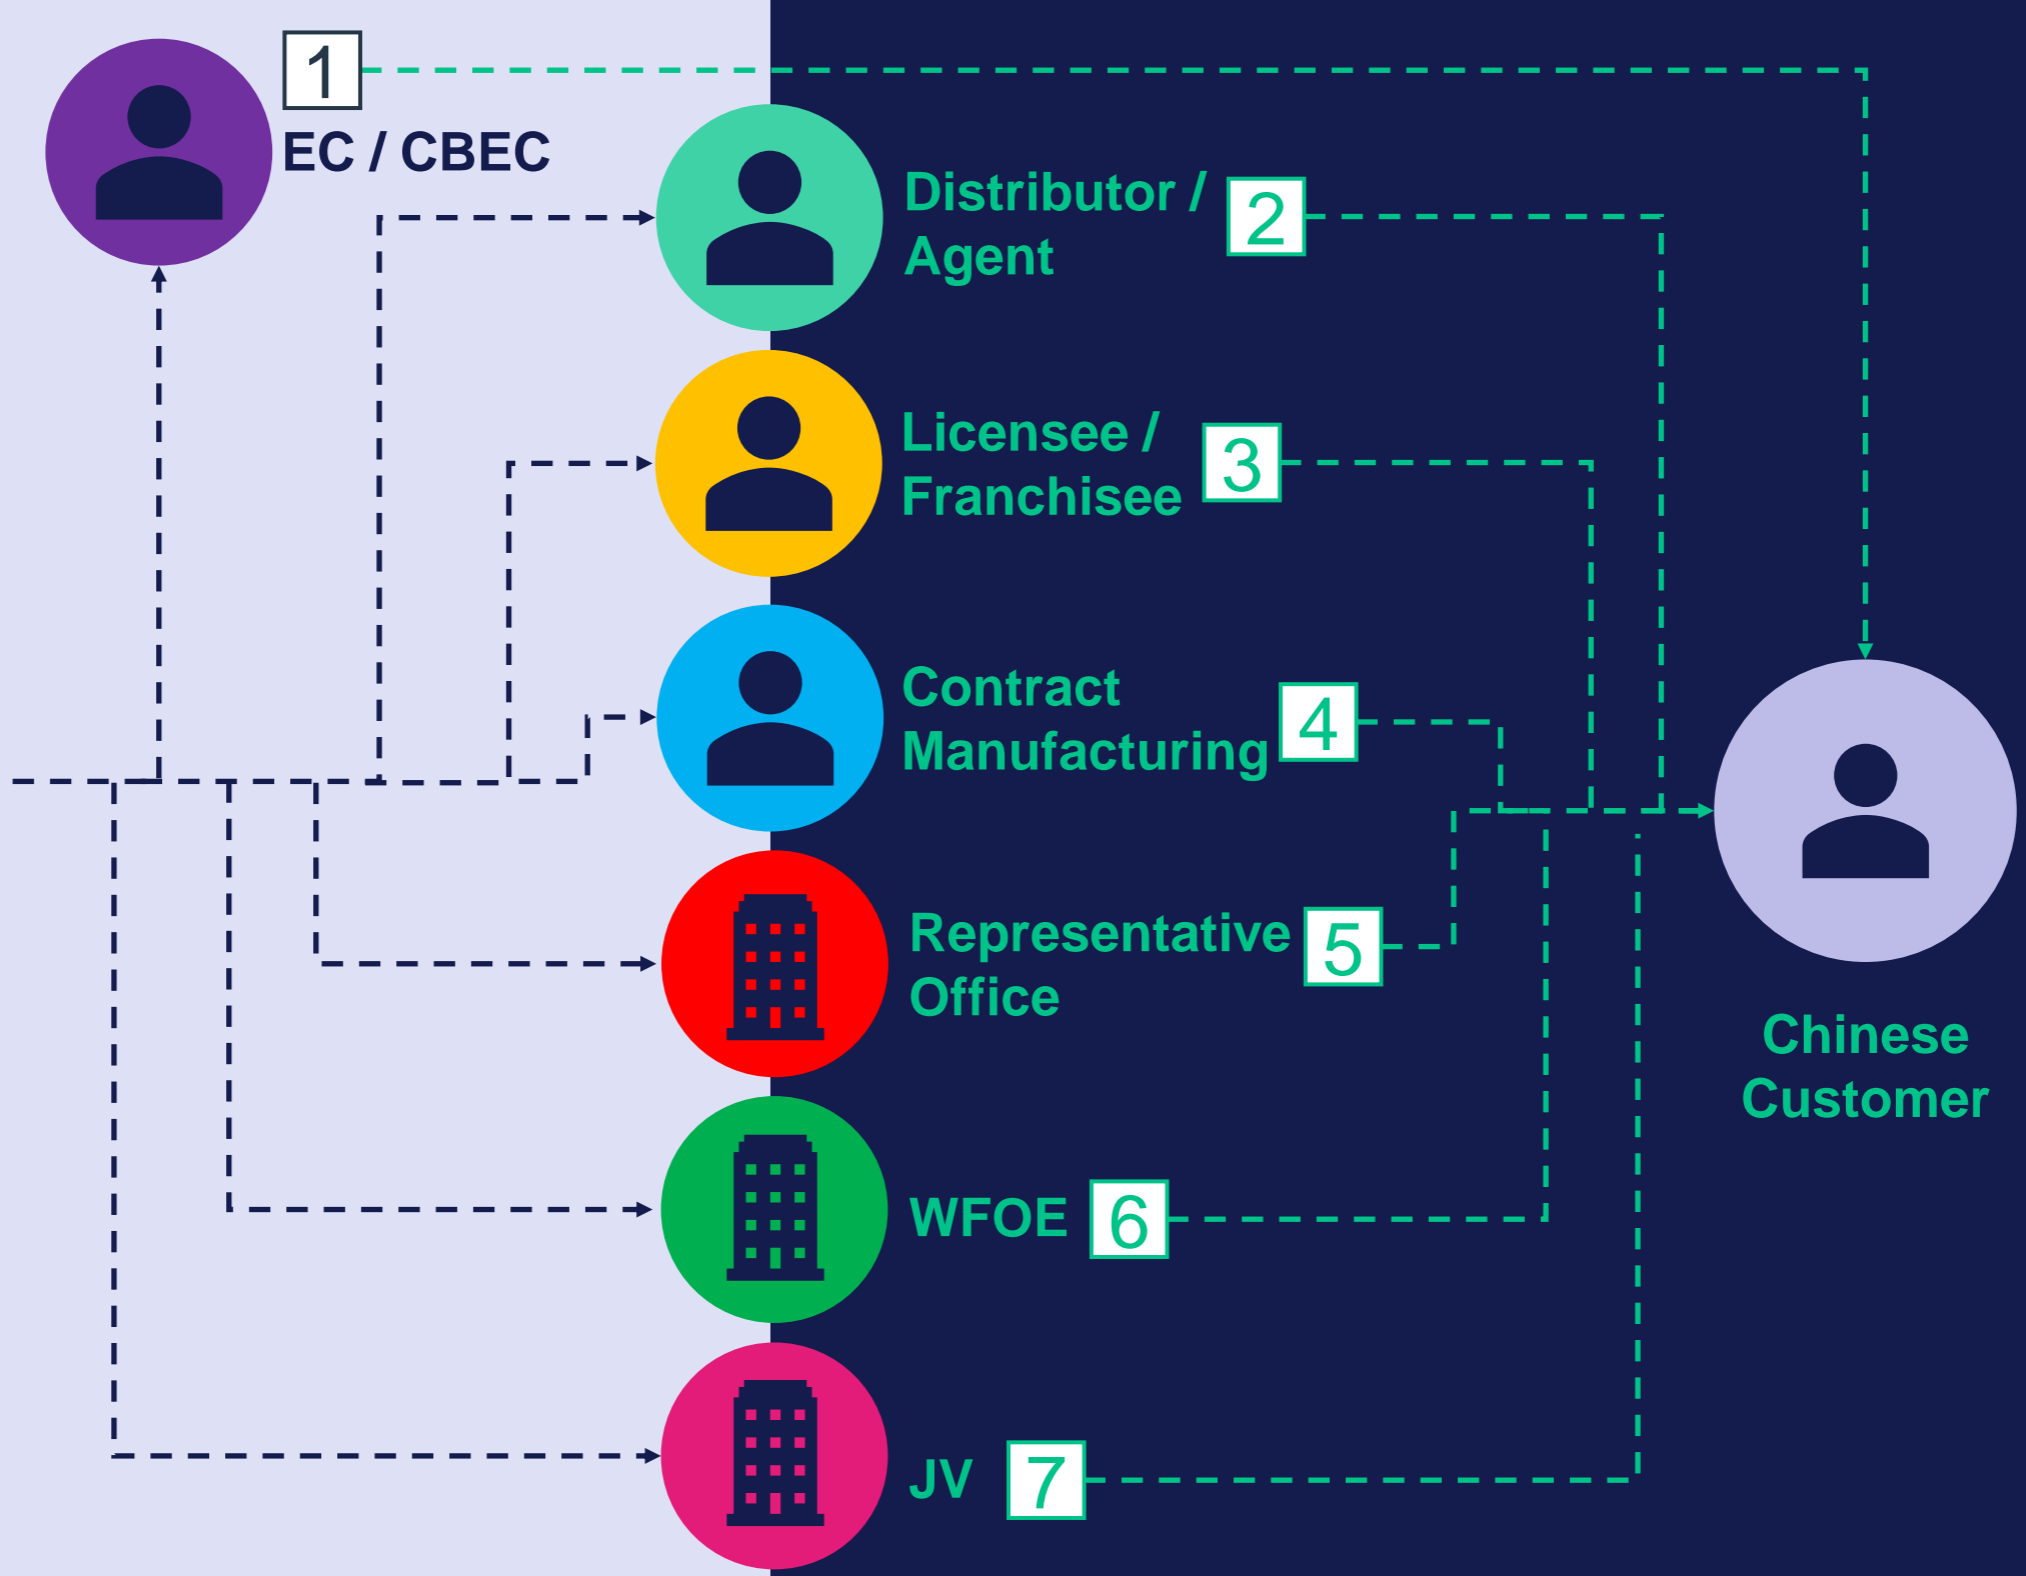 1
EC / CBEC
Distributor /
Agent
2
Licensee /
Franchisee
3
Contract
Manufacturing
4
Representative
Office
5
Chinese
Customer
WFOE
6
JV
7